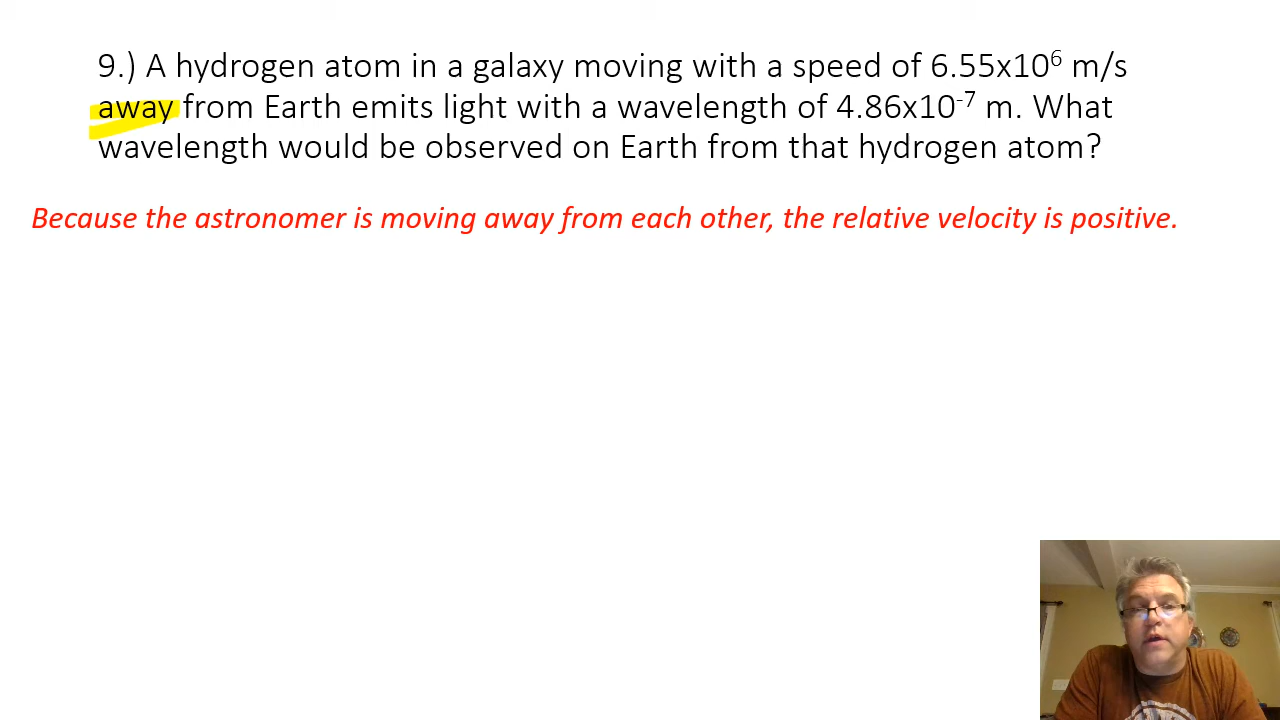 9.) A hydrogen atom in a galaxy moving with a speed of 6.55x10⁶ m/s
away from Earth emits light with a wavelength of 4.86x10⁻⁷ m. What
wavelength would be observed on Earth from that hydrogen atom?
Because the astronomer is moving away from each other, the relative velocity is positive.